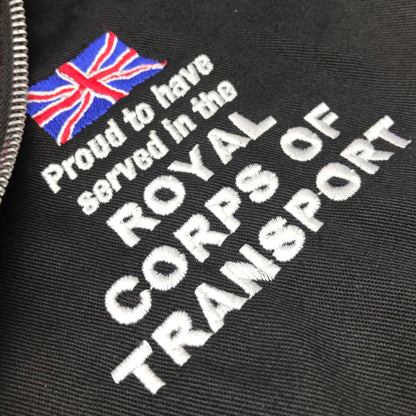 Proud to have
served in the
ROYAL
CORPS OF
TRANSPORT